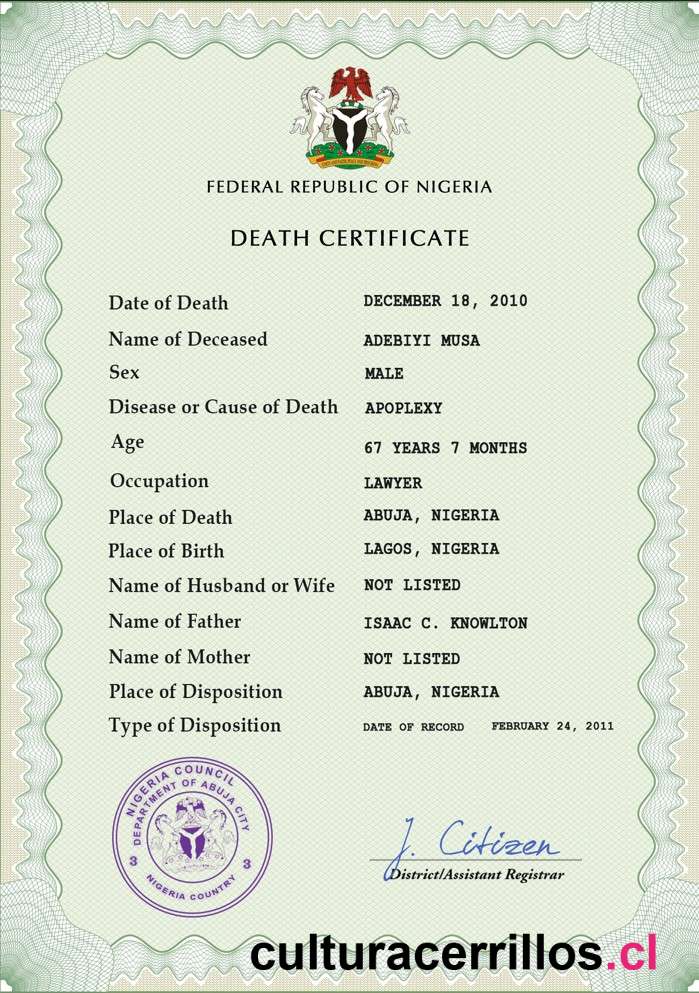 FEDERAL REPUBLIC OF NIGERIA
DEATH CERTIFICATE
Date of Death DECEMBER 18, 2010
Name of Deceased ADEBIYI MUSA
Sex MALE
Disease or Cause of Death APOPLEXY
Age 67 YEARS 7 MONTHS
Occupation LAWYER
Place of Death ABUJA, NIGERIA
Place of Birth LAGOS, NIGERIA
Name of Husband or Wife NOT LISTED
Name of Father ISAAC C. KNOWLTON
Name of Mother NOT LISTED
Place of Disposition ABUJA, NIGERIA
Type of Disposition DATE OF RECORD FEBRUARY 24, 2011
NIGERIA COUNCIL
DEPARTMENT OF ABUJA CITY
3 3
NIGERIA COUNTRY
J. Citizen
District/Assistant Registrar
culturacerrillos.cl